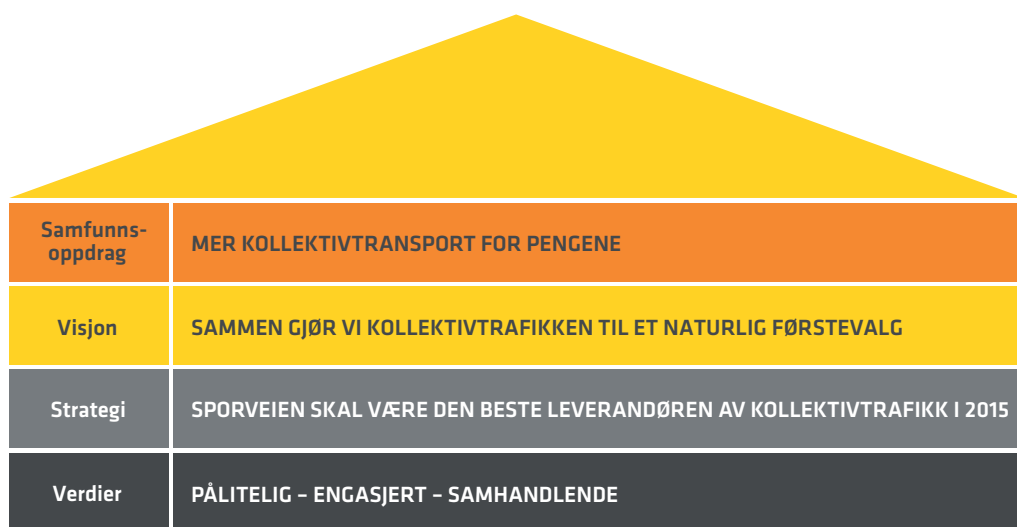 Samfunns-
oppdrag
MER KOLLEKTIVTRANSPORT FOR PENGENE
Visjon
SAMMEN GJØR VI KOLLEKTIVTRAFIKKEN TIL ET NATURLIG FØRSTEVALG
Strategi
SPORVEIEN SKAL VÆRE DEN BESTE LEVERANDØREN AV KOLLEKTIVTRAFIKK I 2015
Verdier
PÅLITELIG – ENGASJERT – SAMHANDLENDE